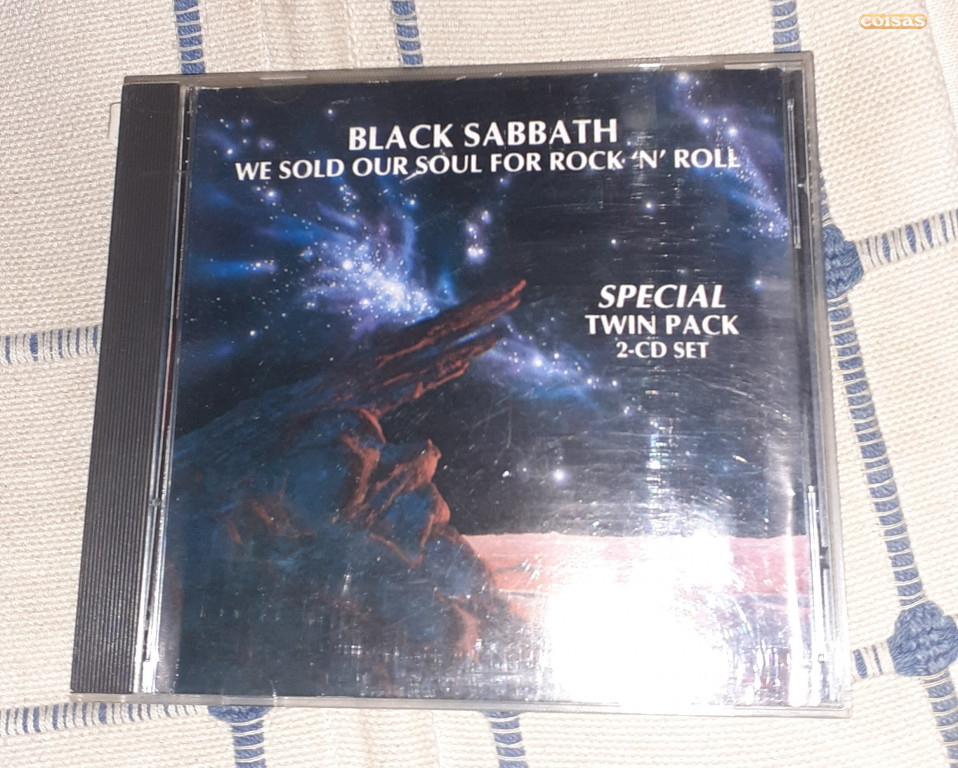 coisas
BLACK SABBATH
WE SOLD OUR SOUL FOR ROCK 'N' ROLL
SPECIAL
TWIN PACK
2-CD SET